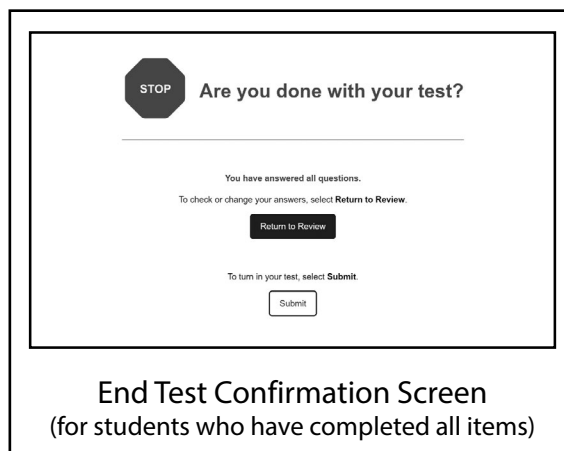 STOP
Are you done with your test?
You have answered all questions.
To check or change your answers, select Return to Review.
Return to Review
To turn in your test, select Submit.
Submit
End Test Confirmation Screen
(for students who have completed all items)